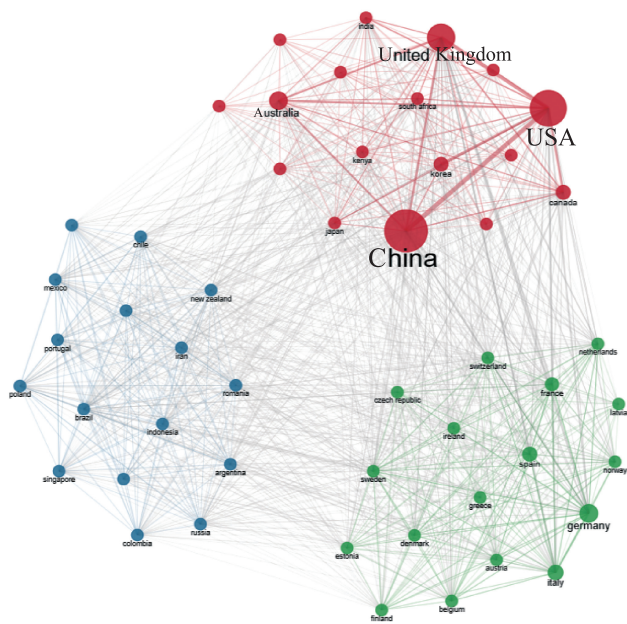 india
United Kingdom
south africa
Australia
USA
kenya
korea
canada
japan
China
chile
mexico
new zealand
portugal
iran
switzerland
netherlands
poland
romania
czech republic
france
brazil
latvia
indonesia
ireland
spain
argentina
singapore
sweden
norway
greece
germany
colombia
russia
denmark
estonia
austria
italy
belgium
finland